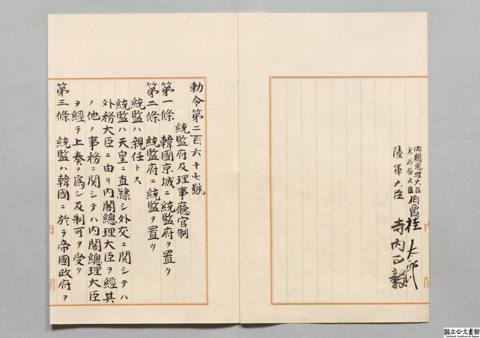 内閣總理大臣
兼外務大臣伯爵桂太郎
陸軍大臣 寺内正毅
勅令第二百六十七號
統監府及理事廳官制
第一條 韓國京城ニ統監府ヲ置ク
第二條 統監府ニ統監ヲ置ク
統監ハ親任トス
統監ハ天皇ニ直隷シ外交ニ關シテハ
外務大臣ニ由リ内閣總理大臣ヲ經其
ノ他ノ事務ニ關シテハ内閣總理大臣
ヲ經テ上奏ヲ爲シ及裁可ヲ受ク
第三條 統監ハ韓國ニ於テ帝國政府ヲ
国立公文書館